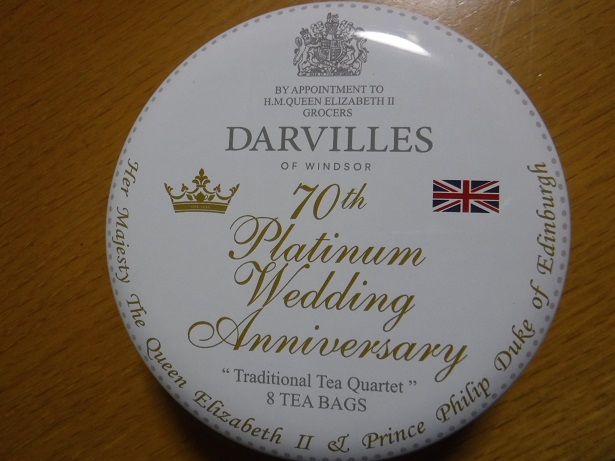 BY APPOINTMENT TO
H.M.QUEEN ELIZABETH II
GROCERS
DARVILLES
OF WINDSOR
70th
Platinum
Wedding
Anniversary
“ Traditional Tea Quartet ”
8 TEA BAGS
Her Majesty The Queen Elizabeth II & Prince Philip Duke of Edinburgh